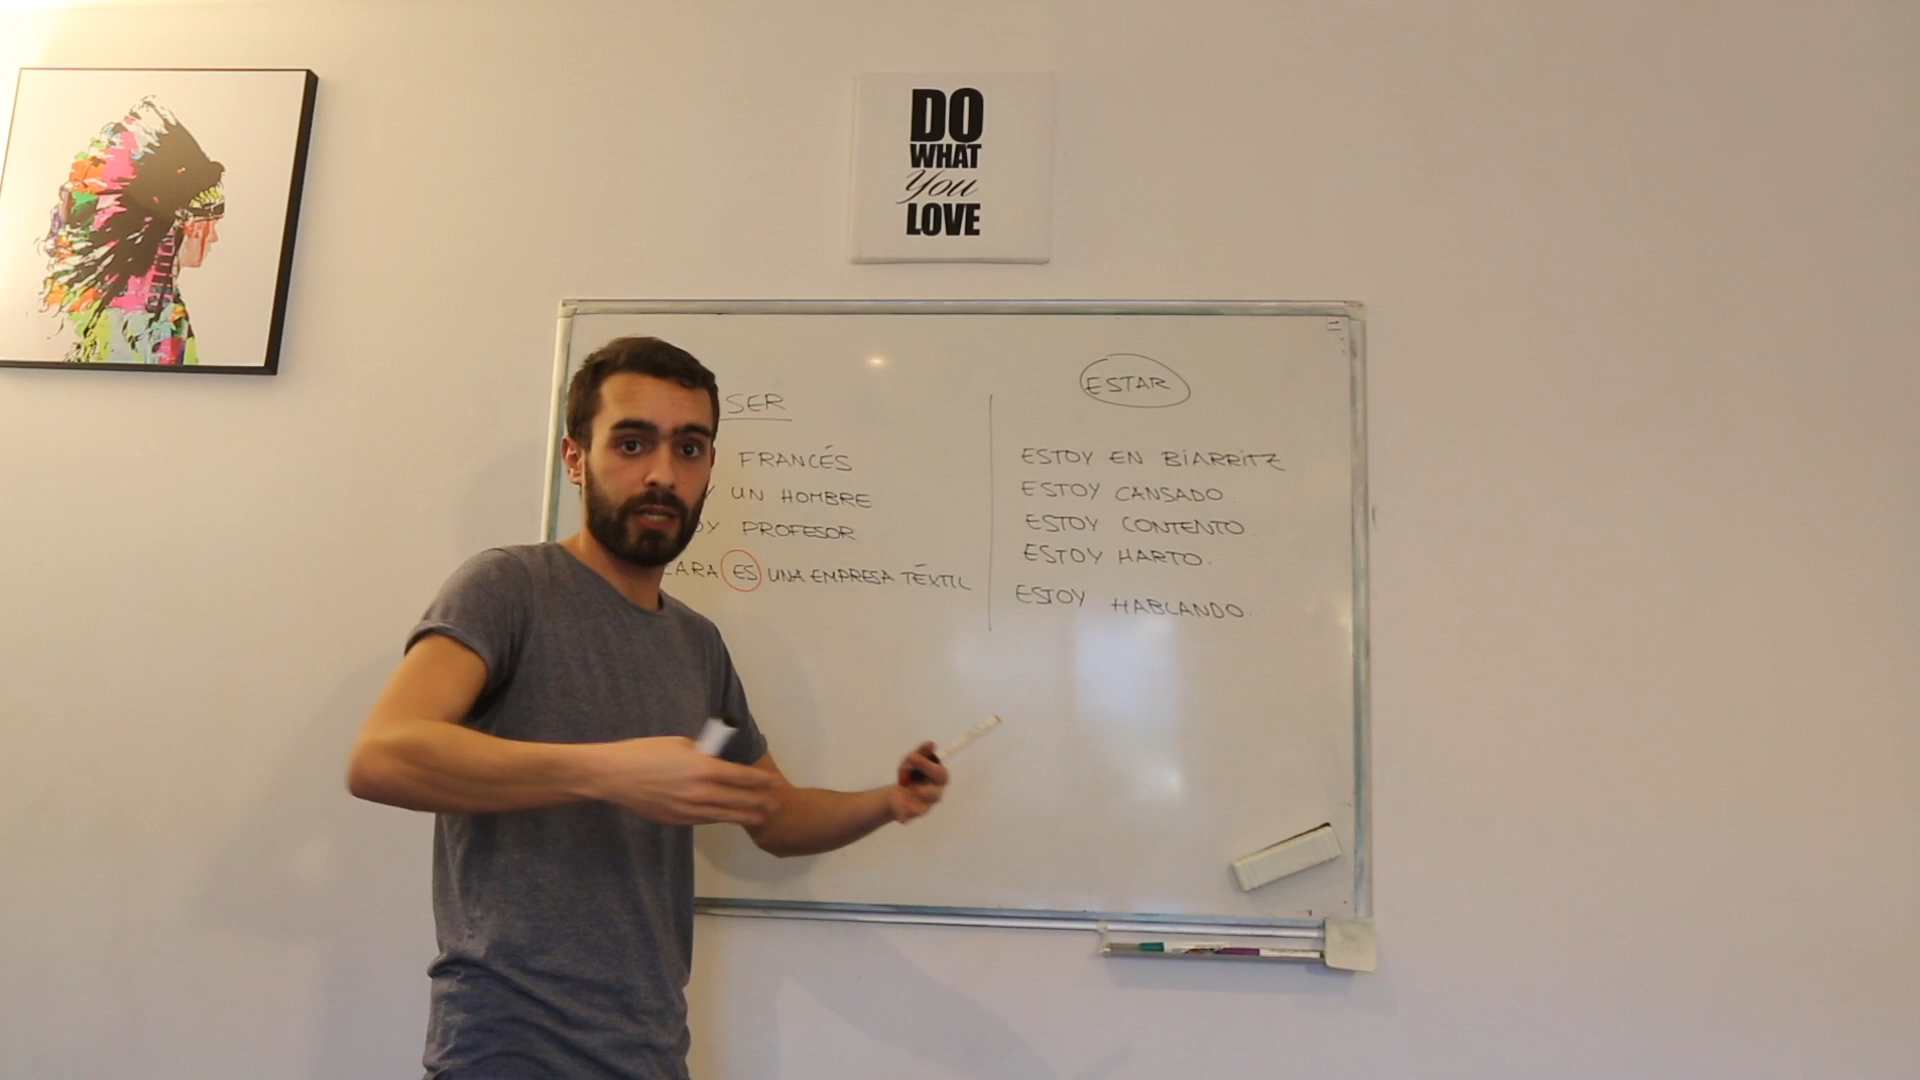 DO
WHAT
You
LOVE
SER
FRANCÉS
Y UN HOMBRE
OY PROFESOR
ES UNA EMPRESA TÉXTIL
ESTAR
ESTOY EN BIARRITZ
ESTOY CANSADO.
ESTOY CONTENTO.
ESTOY HARTO.
ESTOY HABLANDO.